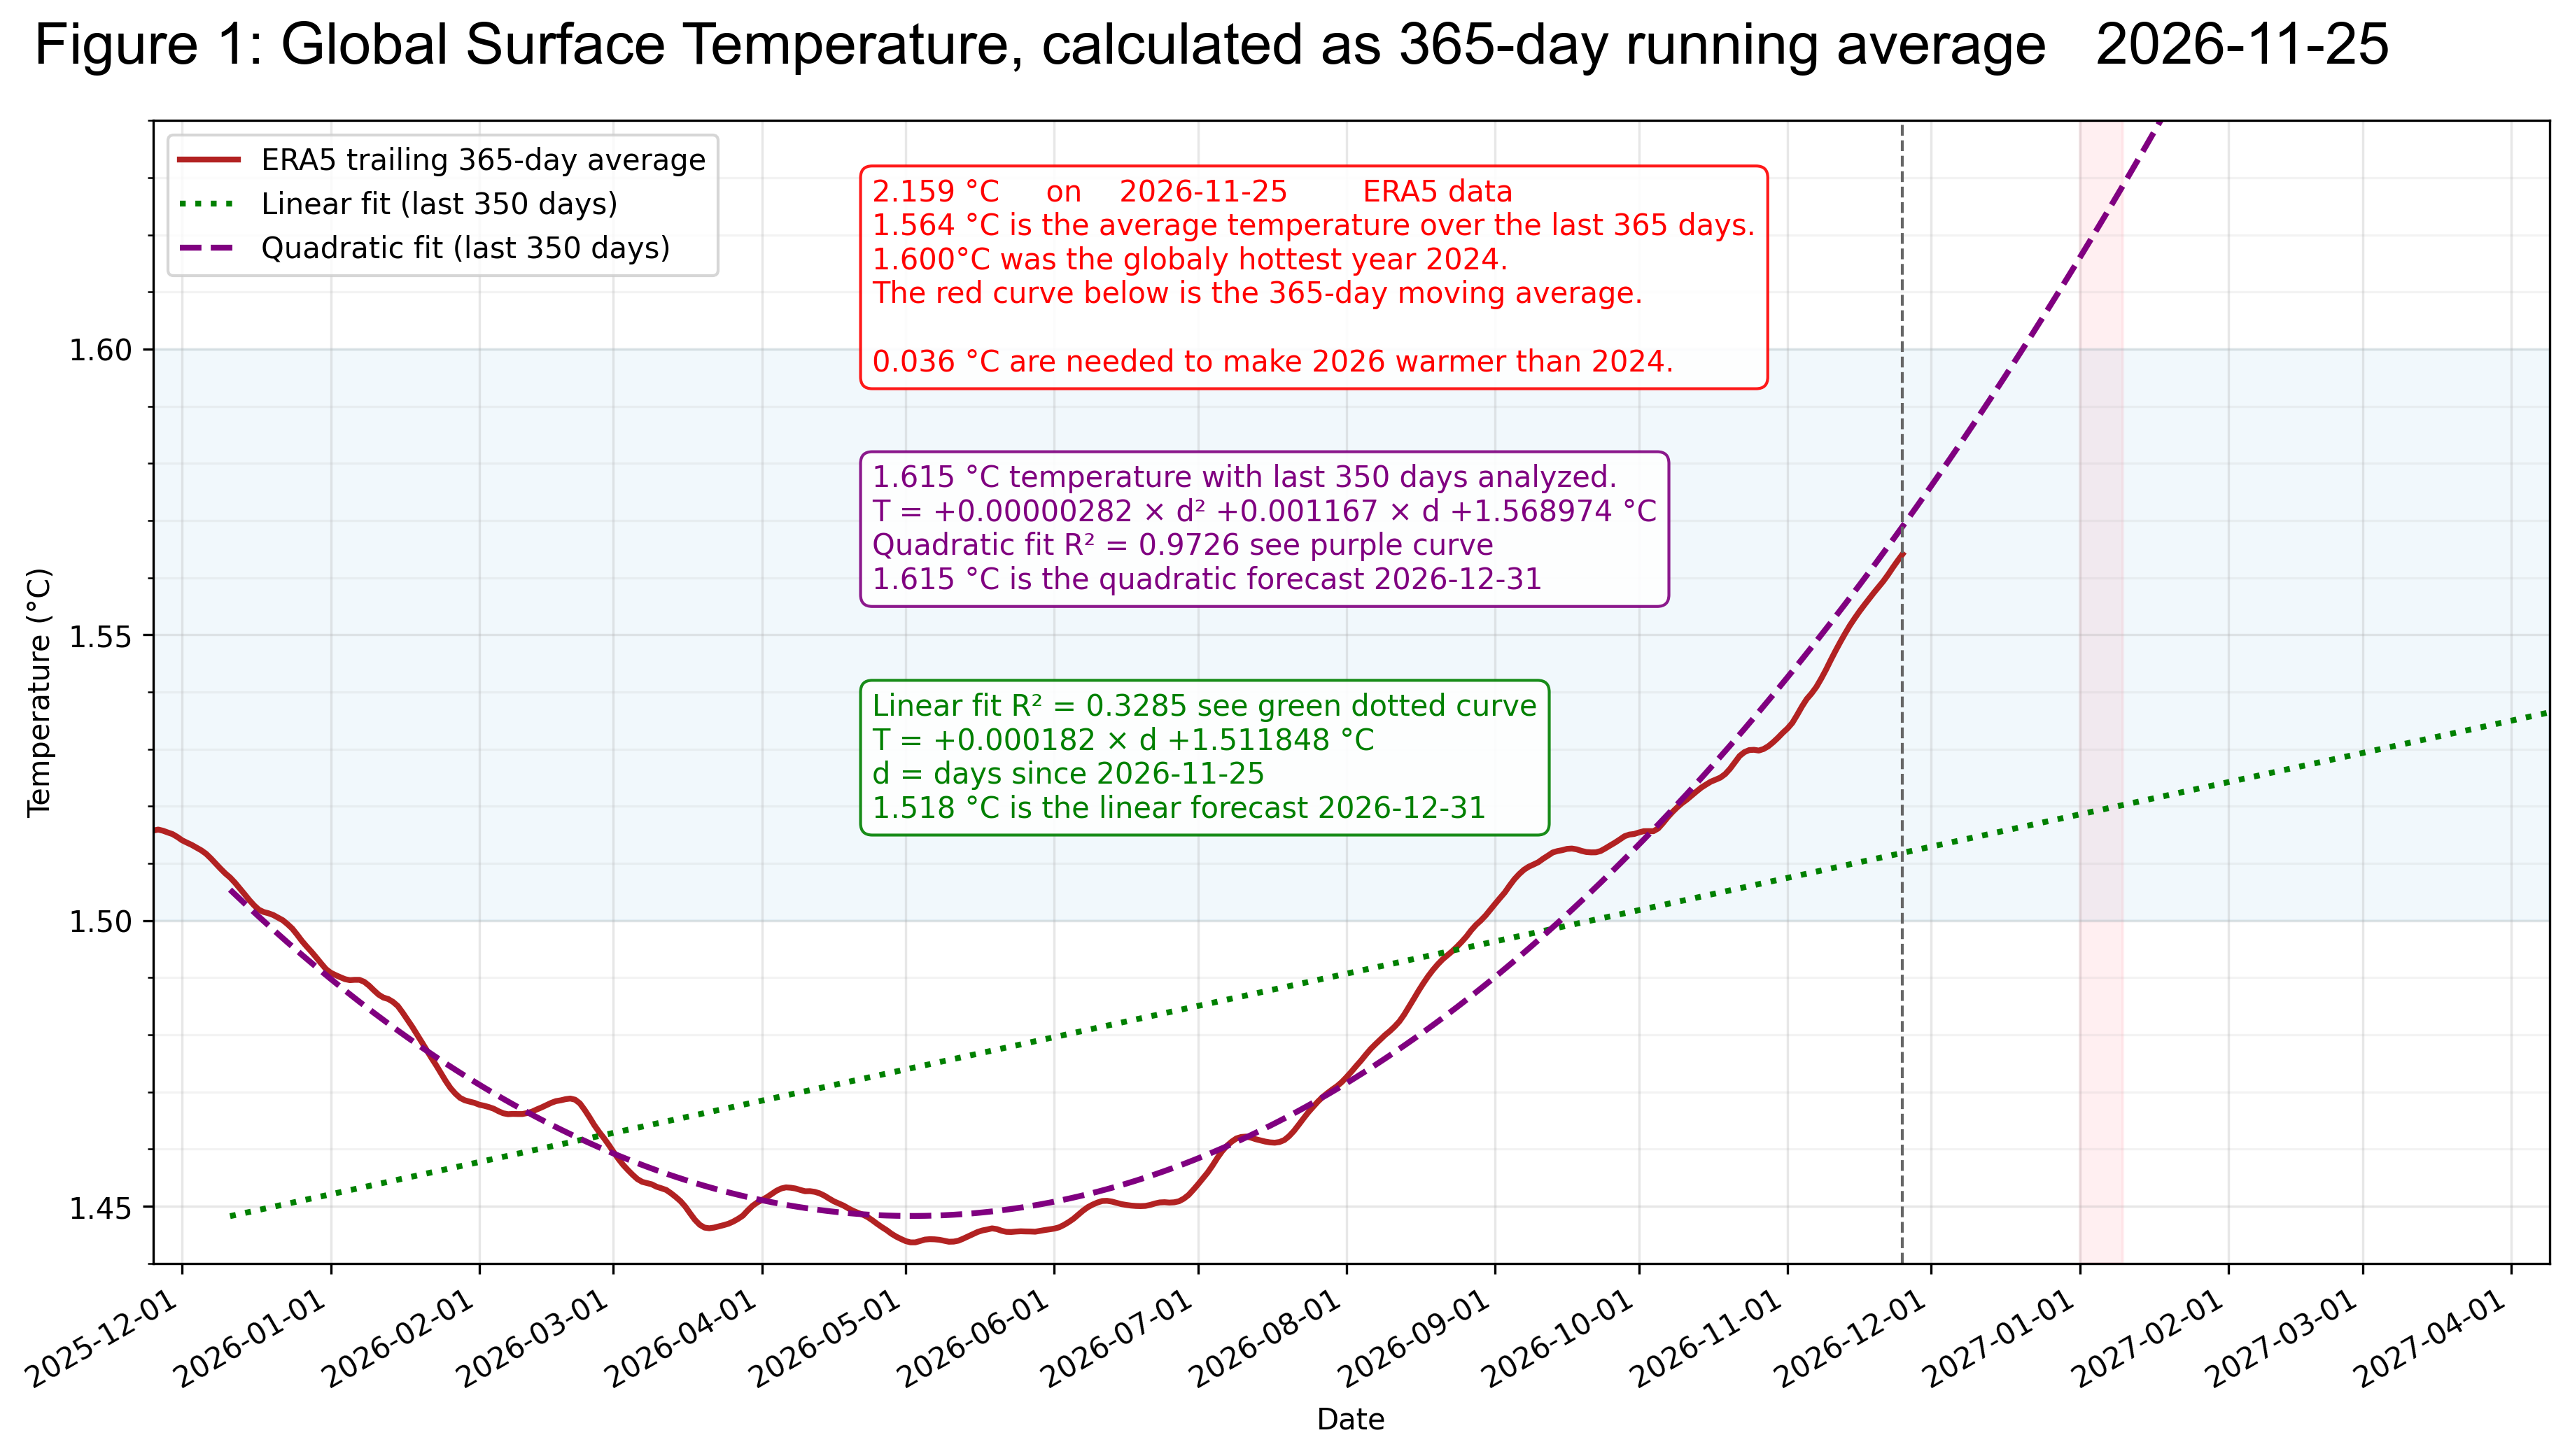 Figure 1: Global Surface Temperature, calculated as 365-day running average 2026-11-25
ERA5 trailing 365-day average
Linear fit (last 350 days)
Quadratic fit (last 350 days)
2.159 °C on 2026-11-25 ERA5 data
1.564 °C is the average temperature over the last 365 days.
1.600°C was the globaly hottest year 2024.
The red curve below is the 365-day moving average.
0.036 °C are needed to make 2026 warmer than 2024.
1.615 °C temperature with last 350 days analyzed.
T = +0.00000282 × d² +0.001167 × d +1.568974 °C
Quadratic fit R² = 0.9726 see purple curve
1.615 °C is the quadratic forecast 2026-12-31
Linear fit R² = 0.3285 see green dotted curve
T = +0.000182 × d +1.511848 °C
d = days since 2026-11-25
1.518 °C is the linear forecast 2026-12-31
Temperature (°C)
1.60
1.55
1.50
1.45
2025-12-01
2026-01-01
2026-02-01
2026-03-01
2026-04-01
2026-05-01
2026-06-01
2026-07-01
2026-08-01
2026-09-01
2026-10-01
2026-11-01
2026-12-01
2027-01-01
2027-02-01
2027-03-01
2027-04-01
Date